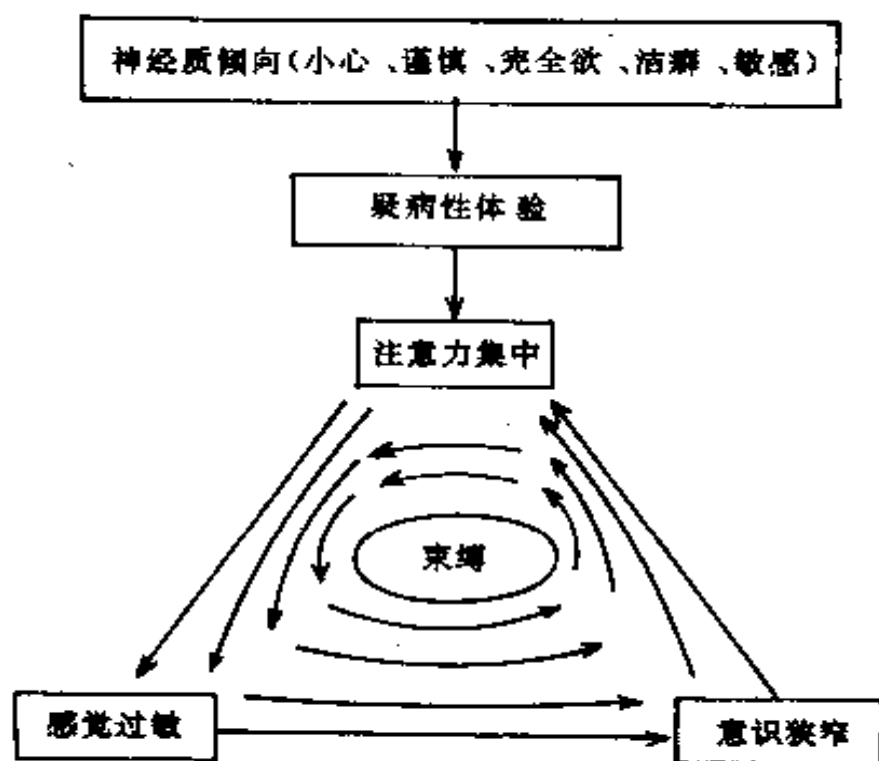 神经质倾向(小心、谨慎、完全欲、洁癖、敏感)
疑病性体验
注意力集中
束缚
感觉过敏
意识狭窄